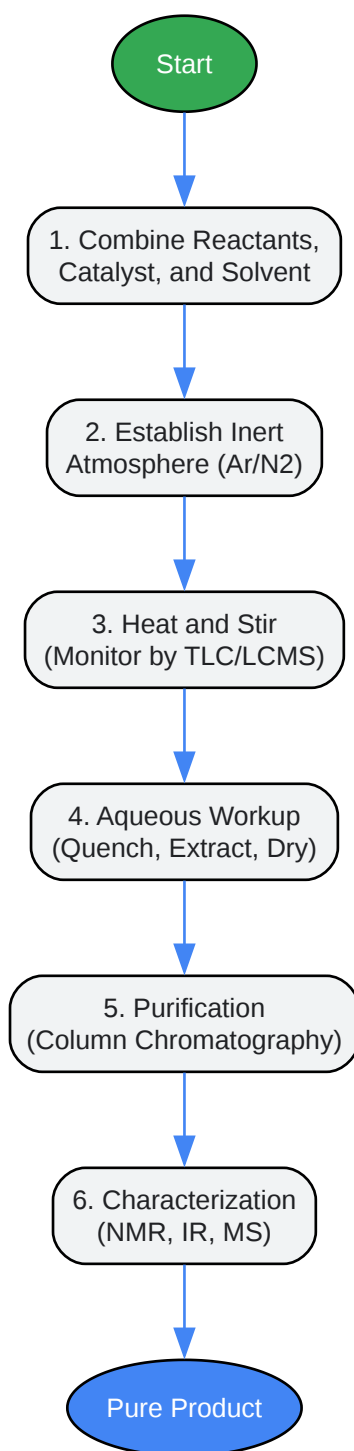 Start
1. Combine Reactants,
Catalyst, and Solvent
2. Establish Inert
Atmosphere (Ar/N2)
3. Heat and Stir
(Monitor by TLC/LCMS)
4. Aqueous Workup
(Quench, Extract, Dry)
5. Purification
(Column Chromatography)
6. Characterization
(NMR, IR, MS)
Pure Product